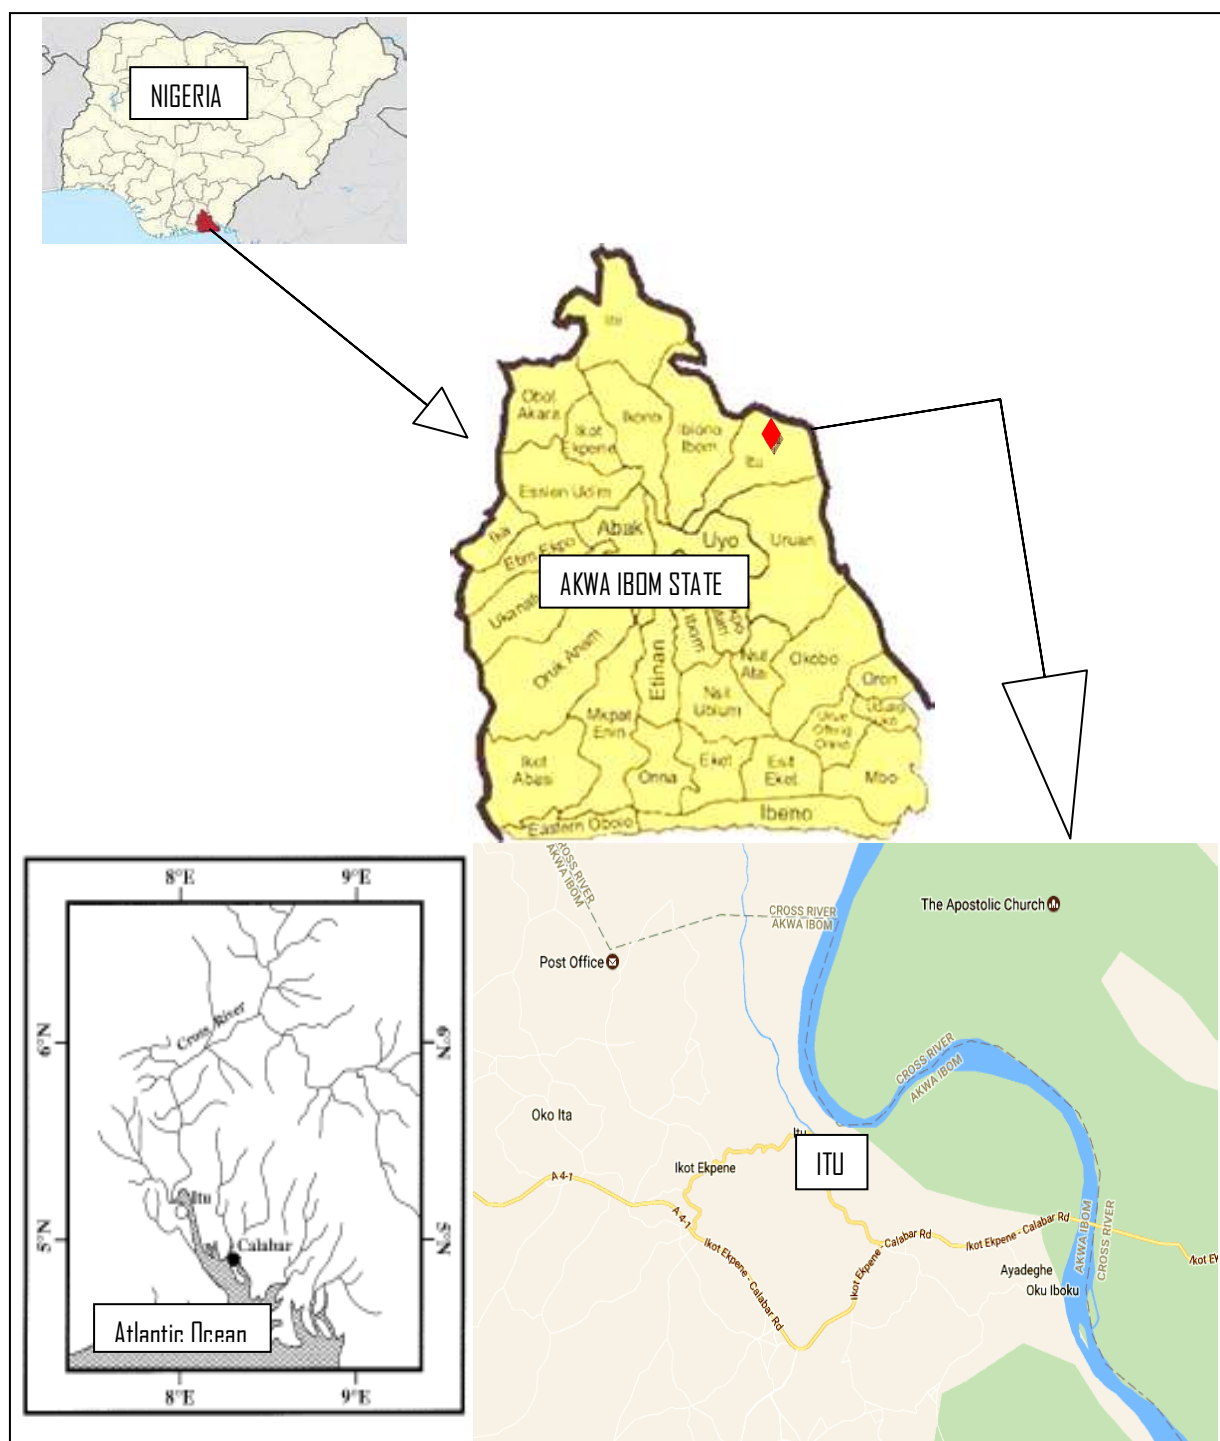 NIGERIA
Ini
Obot
Akara
Ikot
Ekpene
Ikono
Ibiono
Ibom
Itu
Essien Udim
Ika
Abak
Uyo
Uruan
AKWA IBOM STATE
Oruk Anam
Etinan
Ibom
Okobo
Oron
Nsit
Ubium
Mkpat
Enin
Ikot
Abasi
Onna
Eket
Esit
Eket
Mbo
Ibeno
Eastern Obolo
8°E
9°E
6°N
6°N
Cross River
Itu
5°N
5°N
Calabar
Atlantic Ocean
8°E
9°E
CROSS RIVER
AKWA IBOM
CROSS RIVER
AKWA IBOM
The Apostolic Church
Post Office
CROSS RIVER
AKWA IBOM
Oko Ita
Itu
Ikot Ekpene
ITU
A 4-1
A 4-1
Ikot Ekpene - Calabar Rd
Ikot Ekpene - Calabar Rd
Ikot Ekpene - Calabar Rd
AKWA IBOM
CROSS RIVER
Ikot Ek
Ayadeghe
Oku Iboku